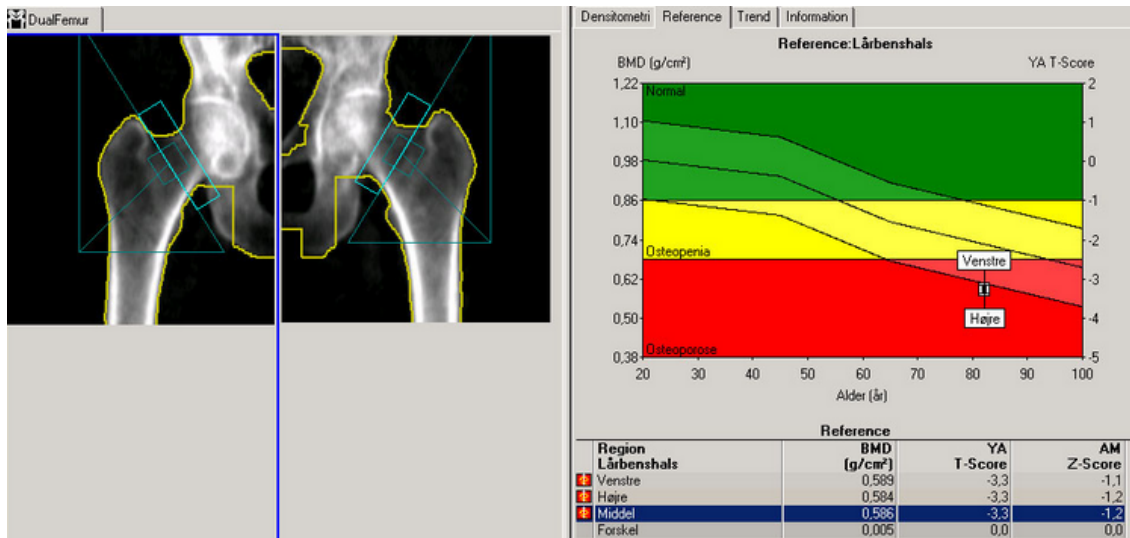 DualFemur
Densitometri Reference Trend Information
Reference:Lårbenshals
BMD (g/cm²) YA T-Score
1,22 Normal 2
1,10 1
0,98 0
0,86 -1
0,74 -2
Osteopenia
Venstre
0,62 -3
0,50 Højre -4
0,38 Osteoporose -5
20 30 40 50 60 70 80 90 100
Alder (år)
Reference
Region BMD YA AM
Lårbenshals (g/cm²) T-Score Z-Score
Venstre 0,589 -3,3 -1,1
Højre 0,584 -3,3 -1,2
Middel 0,586 -3,3 -1,2
Forskel 0,005 0,0 0,0